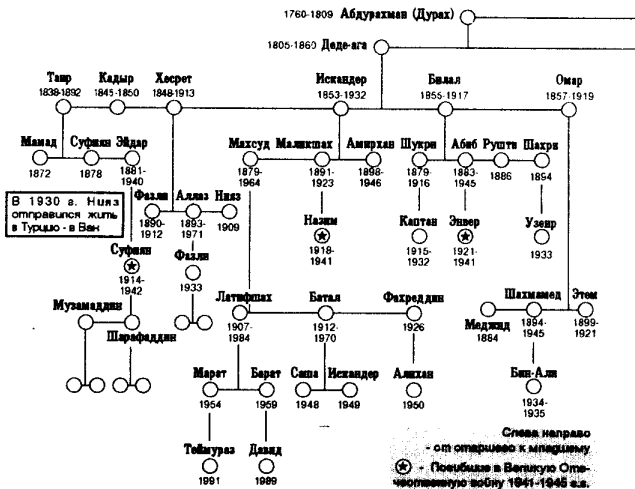 1760-1809 Абдурахман (Дурах)
1805-1860 Деде-ага
Таир Кадыр Хесрет Искандер Билал Омар
1838-1892 1845-1850 1848-1913 1853-1932 1855-1917 1857-1919
Мамад Суфиян Эйдар Махсуд Маликшах Амирхан Шукри Абиб Рушти Шахри
1872 1878 1881-1940 1879-1964 1891-1923 1898-1946 1879-1916 1883-1945 1886 1894
В 1930 г. Нияз
отправился жить
в Турцию - в Ван
Фазли Аллаз Нияз
1890-1912 1893-1971 1909
Назим Каптан Энвер Узеир
1918-1941 1915-1932 1921-1941 1933
Суфиян Фазли
1914-1942 1933
Музамаддин
Шарафаддин
Латифшах Батал Фахреддин
1907-1984 1912-1970 1926
Меджид Шахмамед Этем
1884 1894-1945 1899-1921
Марат Барат Саша Искандер Алихан Бин-Али
1954 1959 1948 1949 1950 1934-1935
Теймураз Давид
1991 1989
Слева направо
- от старшего к младшему
- Погибшие в Великую Оте-
чественную войну 1941-1945 г.г.